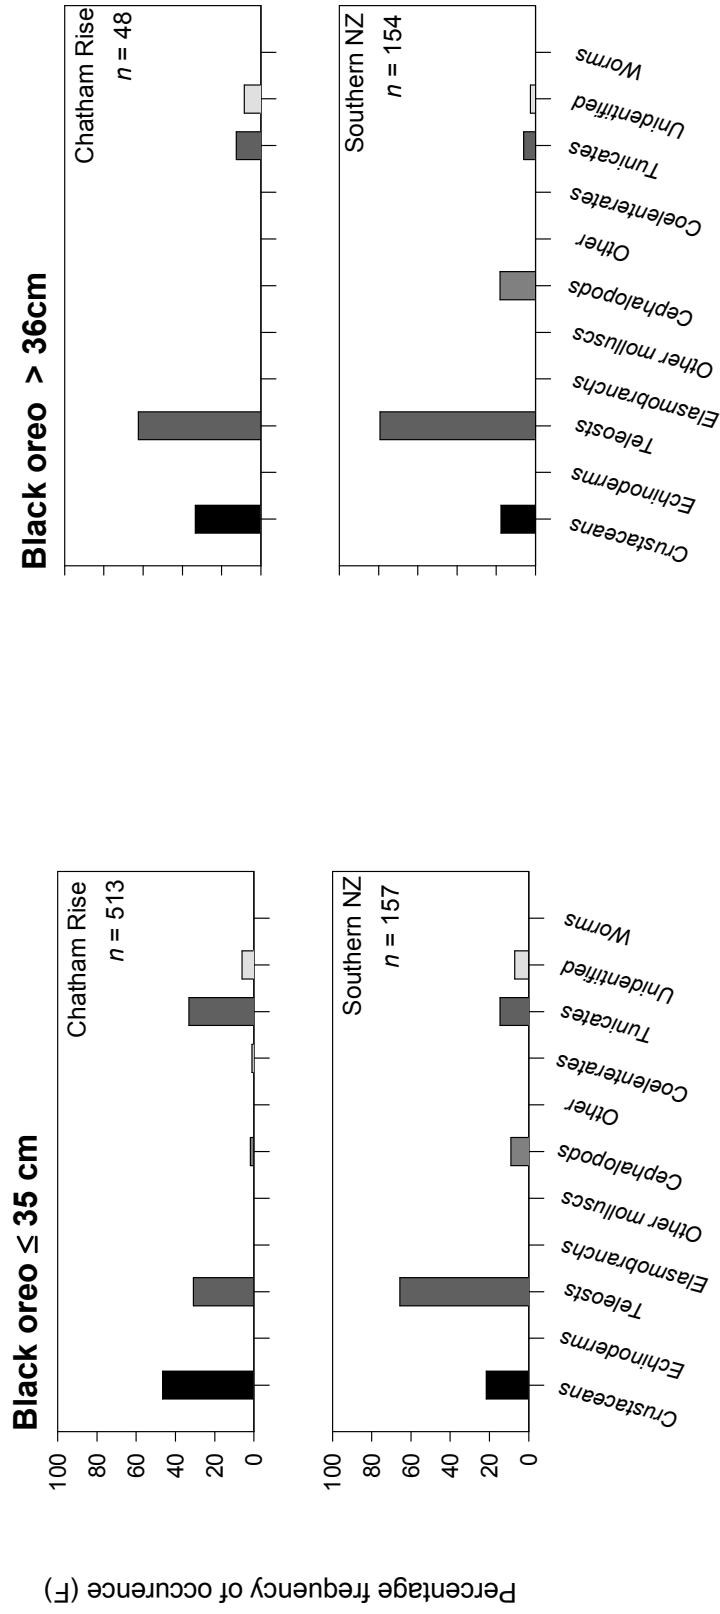 Black oreo ≤ 35 cm
Black oreo > 36cm
Percentage frequency of occurence (F)
Chatham Rise
n = 513
100
80
60
40
20
0
Chatham Rise
n = 48
Southern NZ
n = 157
100
80
60
40
20
0
Crustaceans
Echinoderms
Teleosts
Elasmobranchs
Other molluscs
Cephalopods
Other
Coelenterates
Tunicates
Unidentified
Worms
Southern NZ
n = 154
Crustaceans
Echinoderms
Teleosts
Elasmobranchs
Other molluscs
Cephalopods
Other
Coelenterates
Tunicates
Unidentified
Worms